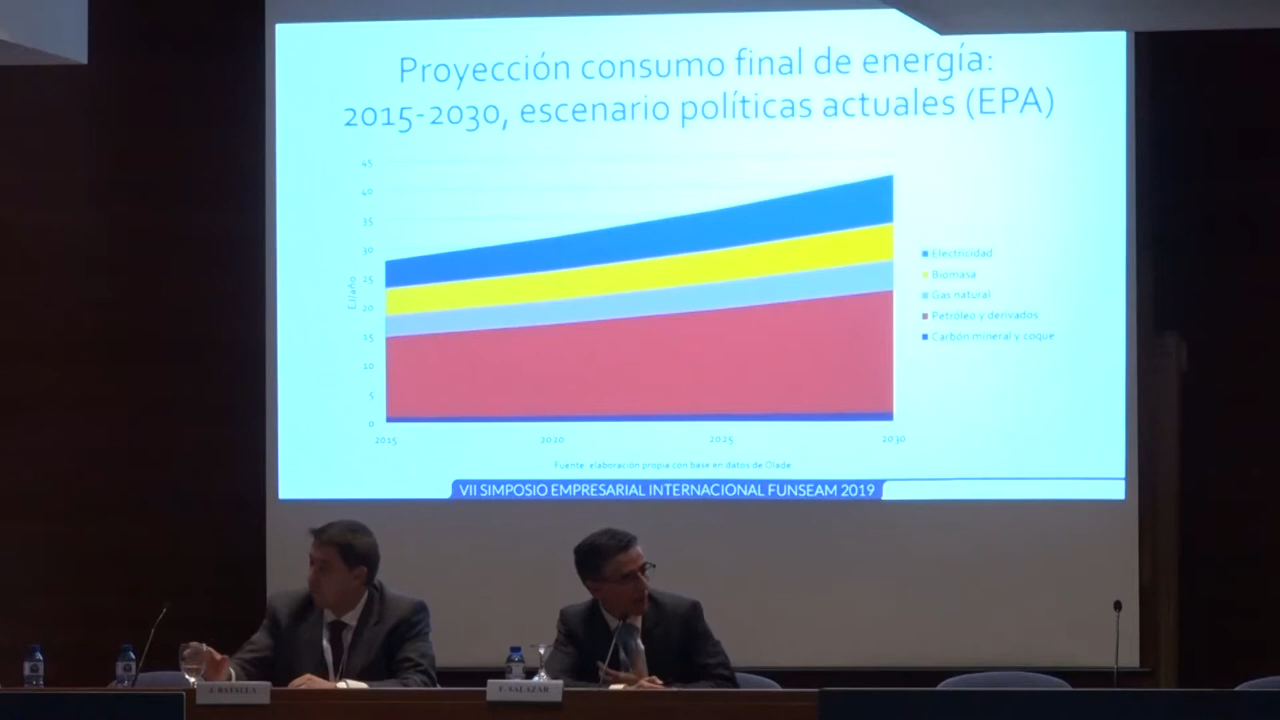 Proyección consumo final de energía:
2015-2030, escenario políticas actuales (EPA)
45
40
35
30
25
20
15
10
5
0
EJ/año
2015
2020
2025
2030
Electricidad
Biomasa
Gas natural
Petróleo y derivados
Carbón mineral y coque
Fuente: elaboración propia con base en datos de Olade
VII SIMPOSIO EMPRESARIAL INTERNACIONAL FUNSEAM 2019
F. SALAZAR